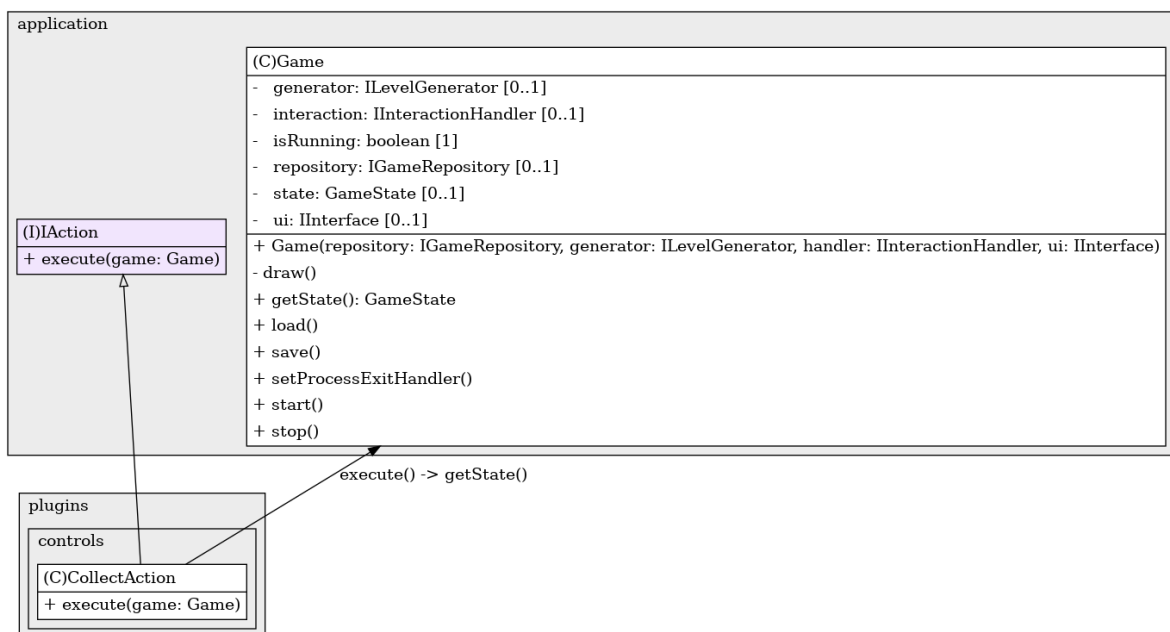 application
(C)Game
- generator: ILevelGenerator [0..1]
- interaction: IInteractionHandler [0..1]
- isRunning: boolean [1]
- repository: IGameRepository [0..1]
- state: GameState [0..1]
- ui: IInterface [0..1]
+ Game(repository: IGameRepository, generator: ILevelGenerator, handler: IInteractionHandler, ui: IInterface)
- draw()
+ getState(): GameState
+ load()
+ save()
+ setProcessExitHandler()
+ start()
+ stop()
(I)IAction
+ execute(game: Game)
execute() -> getState()
plugins
controls
(C)CollectAction
+ execute(game: Game)